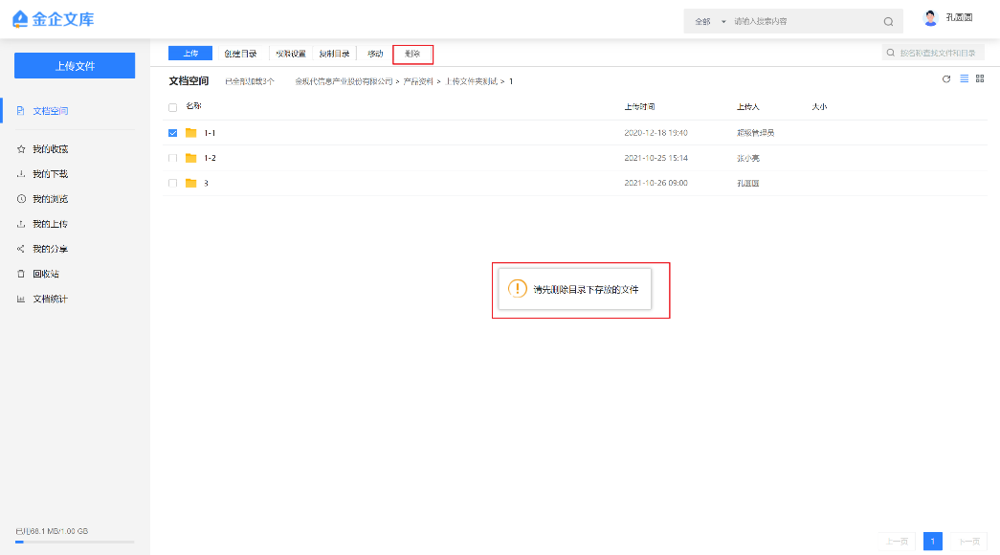 金企文库
全部 请输入搜索内容
孔圆圆
上传文件
上传 创建目录 权限设置 复制目录 移动 删除
按名称查找文件和目录
文档空间 已全部加载3个 金现代信息产业股份有限公司 > 产品资料 > 上传文件夹测试 > 1
名称 上传时间 上传人 大小
1-1 2020-12-18 19:40 超级管理员
1-2 2021-10-25 15:14 张小亮
3 2021-10-26 09:00 孔圆圆
文档空间
我的收藏
我的下载
我的浏览
我的上传
我的分享
回收站
文档统计
请先删除目录下存放的文件
已用68.1 MB/1.00 GB
上一页 1 下一页